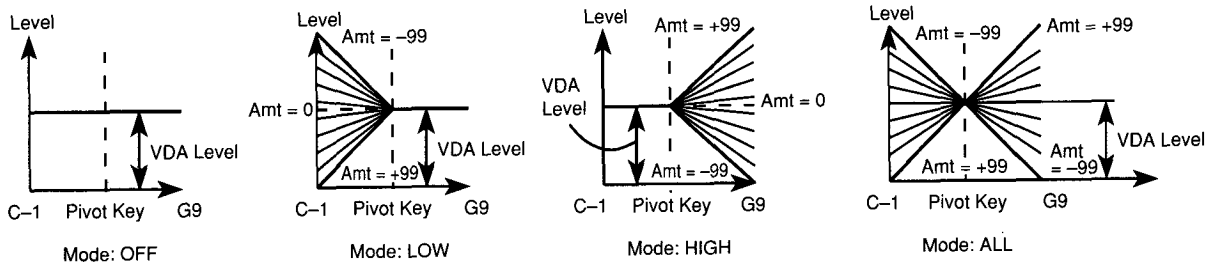 Level
VDA Level
C–1 Pivot Key G9
Mode: OFF
Level
Amt = –99
Amt = 0
VDA Level
Amt = +99
C–1 Pivot Key G9
Mode: LOW
Level
Amt = +99
VDA
Level
Amt = 0
Amt = –99
C–1 Pivot Key G9
Mode: HIGH
Level
Amt = –99
Amt = +99
VDA Level
Amt = +99
Amt
= –99
C–1 Pivot Key G9
Mode: ALL